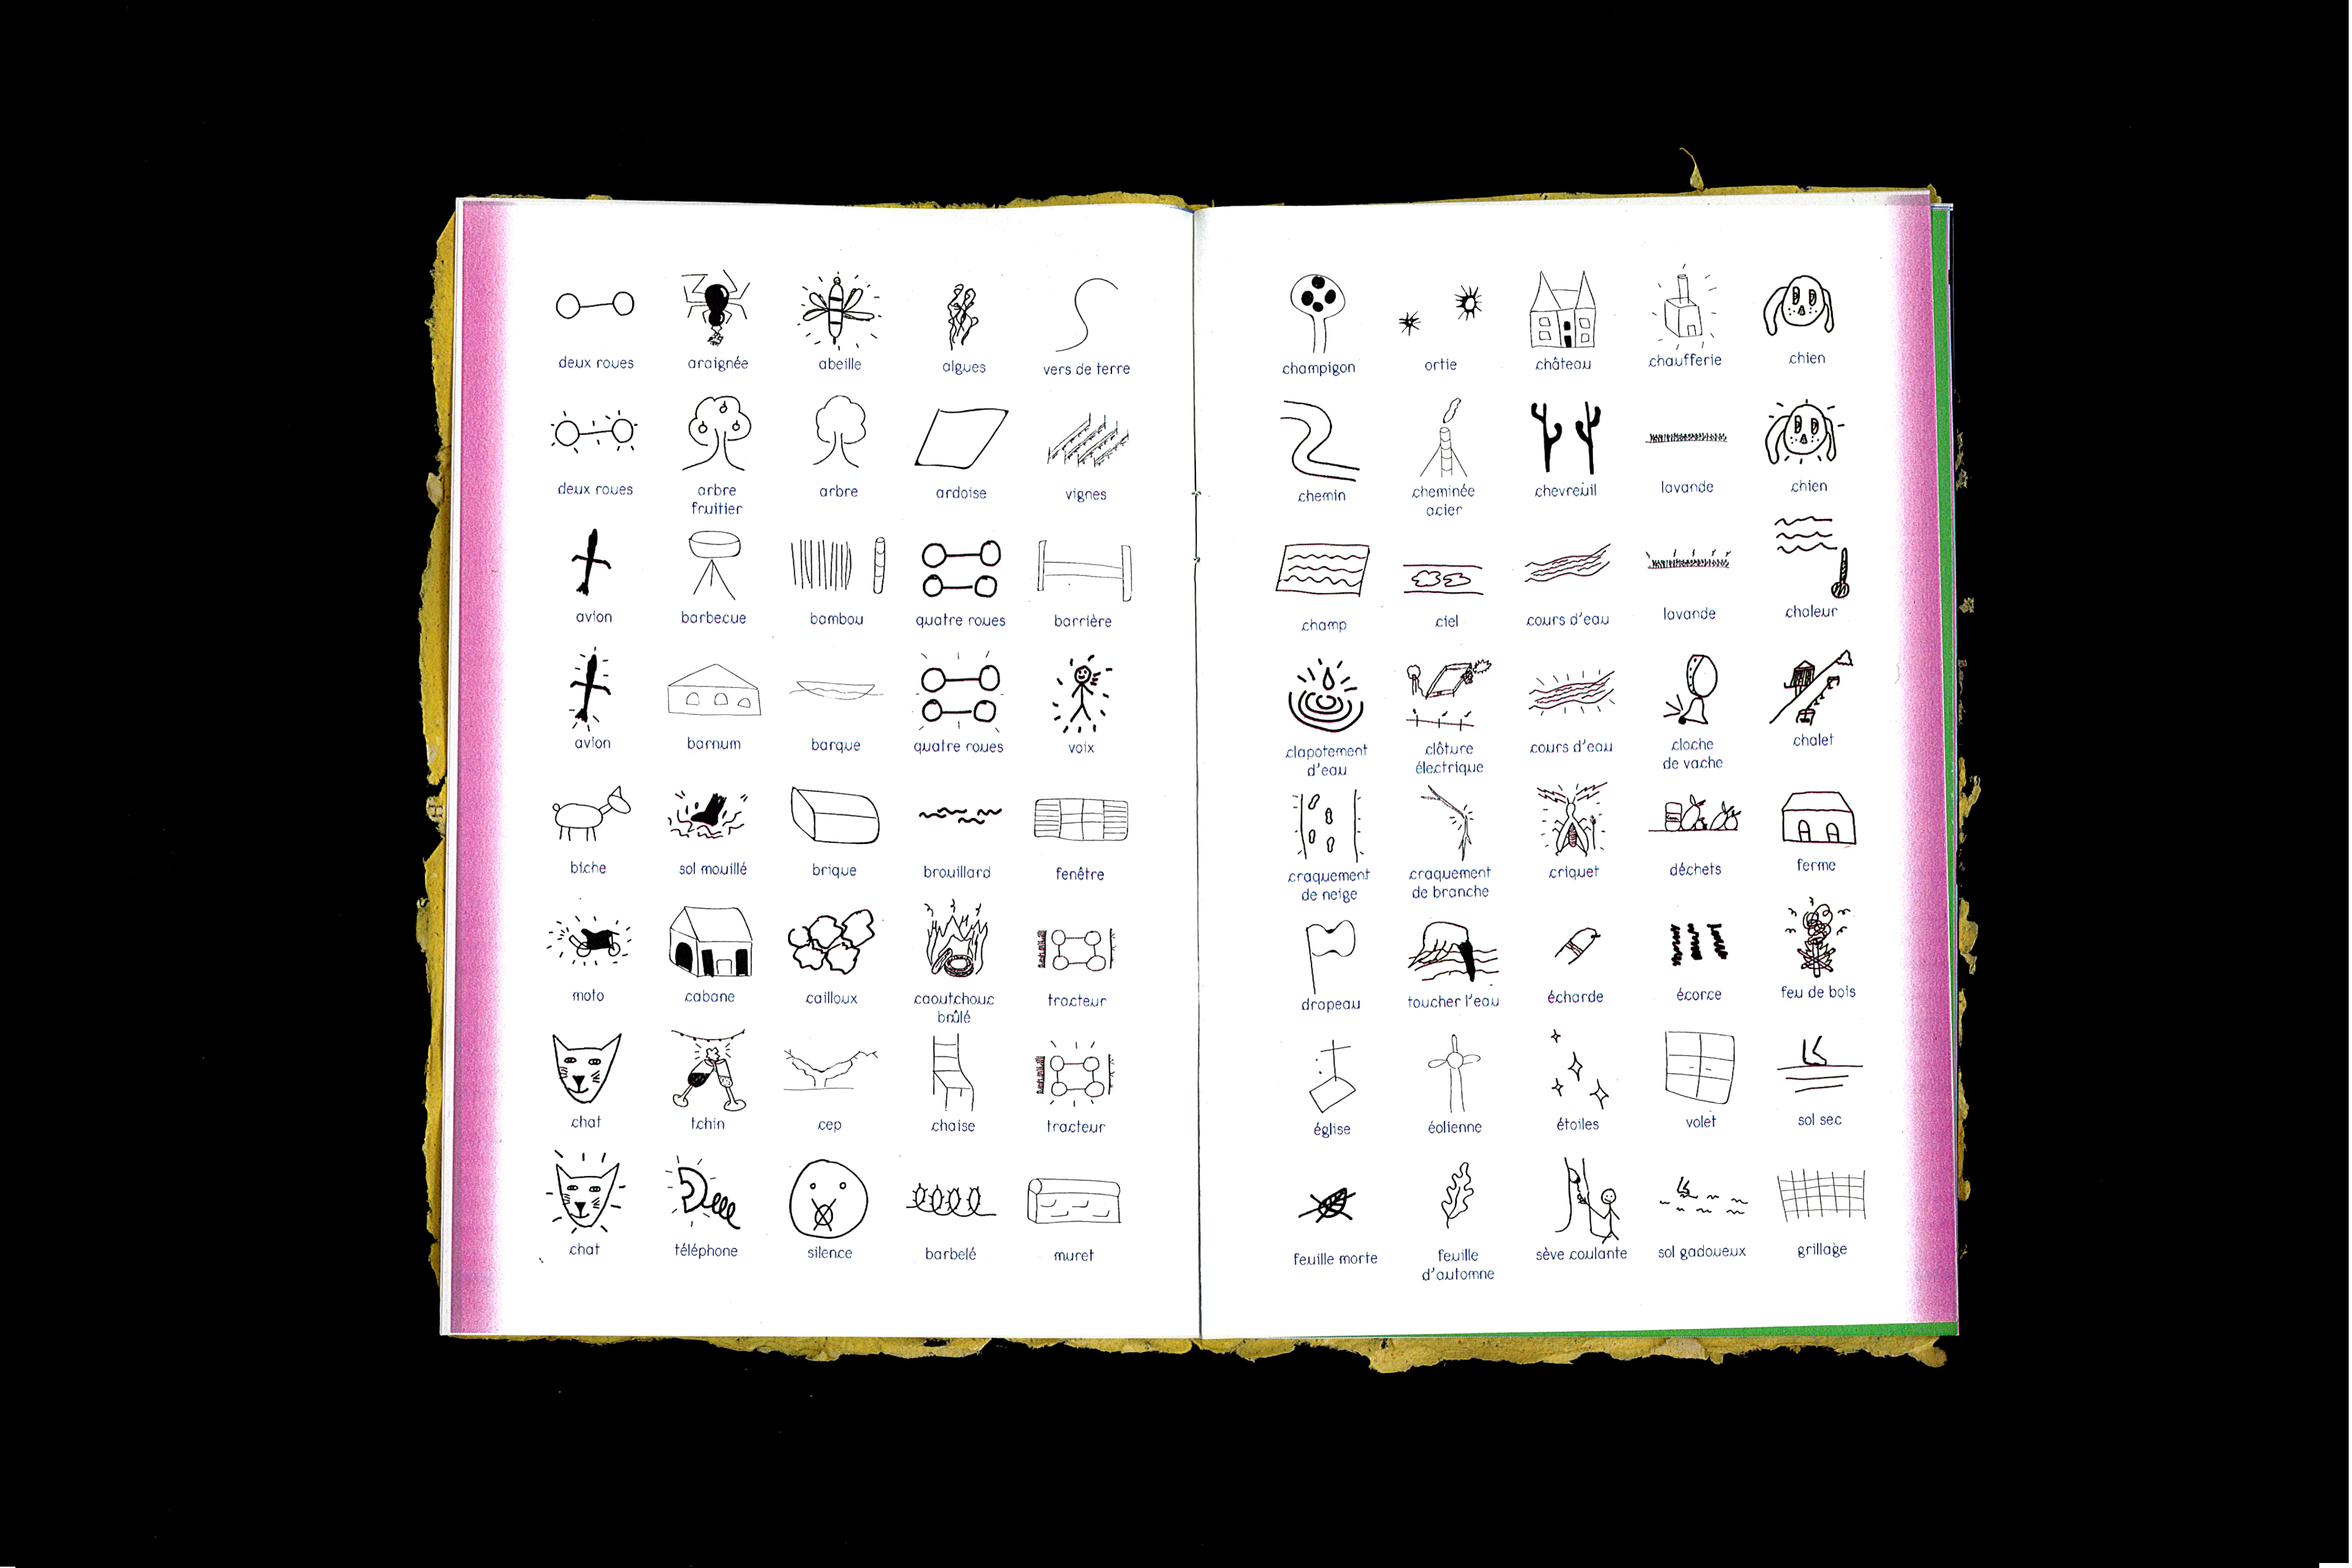 deux roues araignée abeille algues vers de terre
deux roues arbre arbre ardoise vignes
fruitier
avion barbecue bambou quatre roues barrière
avion barnum barque quatre roues voix
biche sol mouillé brique brouillard fenêtre
moto cabane cailloux caoutchouc tracteur
brûlé
chat tchin cep chaise tracteur
chat téléphone silence barbelé muret
champigon ortie château chaufferie chien
chemin cheminée chevreuil lavande chien
acier
champ ciel cours d'eau lavande chaleur
clapotement clôture cours d'eau cloche chalet
d'eau électrique de vache
craquement craquement criquet déchets ferme
de neige de branche
drapeau toucher l'eau écharde écorce feu de bois
église éolienne étoiles volet sol sec
feuille morte feuille sève coulante sol gadoueux grillage
d'automne